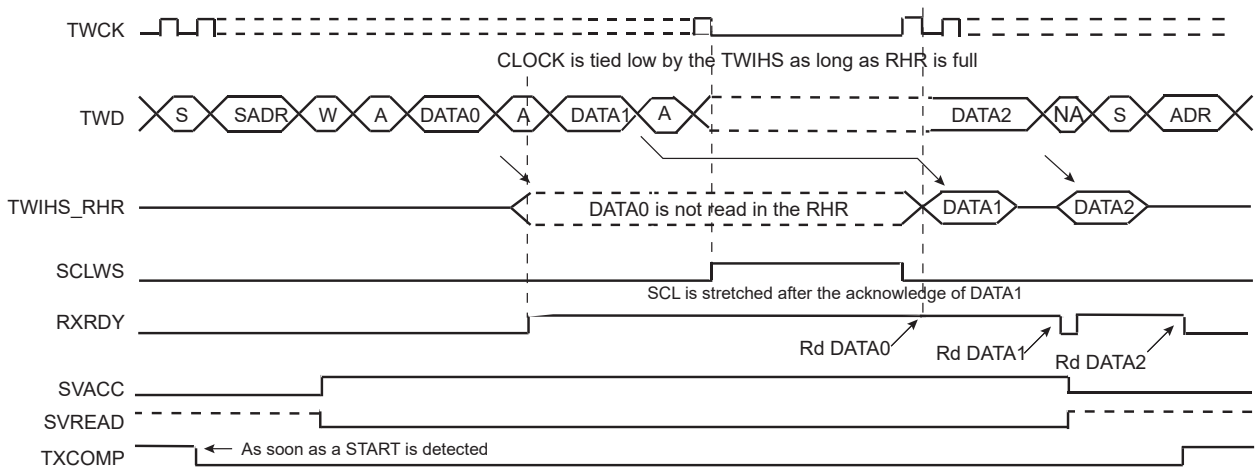 TWCK
CLOCK is tied low by the TWIHS as long as RHR is full
TWD S SADR W A DATA0 A DATA1 A DATA2 NA S ADR
TWIHS_RHR DATA0 is not read in the RHR DATA1 DATA2
SCLWS
SCL is stretched after the acknowledge of DATA1
RXRDY
Rd DATA0 Rd DATA1 Rd DATA2
SVACC
SVREAD
TXCOMP As soon as a START is detected